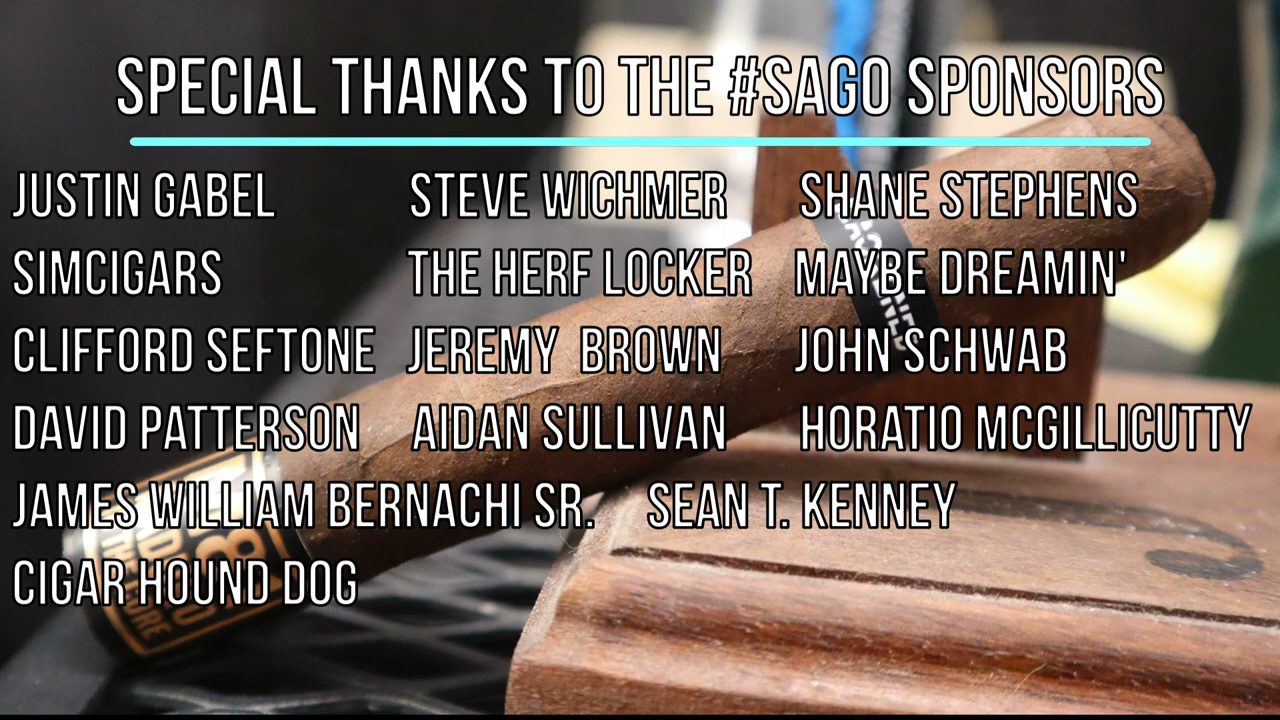 SPECIAL THANKS TO THE #SAGO SPONSORS
JUSTIN GABEL STEVE WICHMER SHANE STEPHENS
SIMCIGARS THE HERF LOCKER MAYBE DREAMIN'
CLIFFORD SEFTONE JEREMY BROWN JOHN SCHWAB
DAVID PATTERSON AIDAN SULLIVAN HORATIO MCGILLICUTTY
JAMES WILLIAM BERNACHI SR. SEAN T. KENNEY
CIGAR HOUND DOG